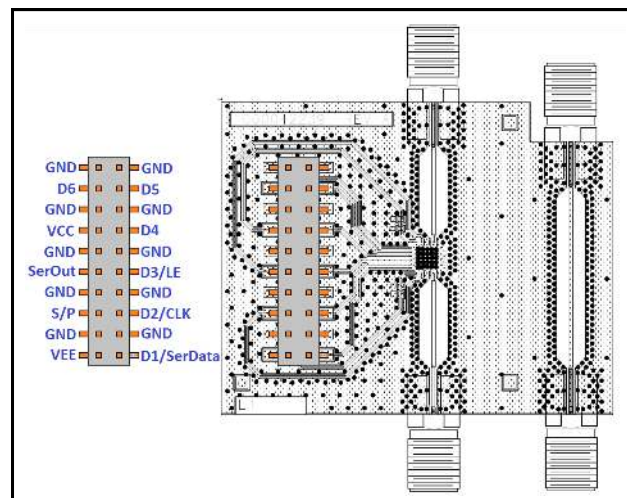 GND GND
D6 D5
GND GND
VCC D4
GND GND
SerOut D3/LE
GND GND
S/P D2/CLK
GND GND
VEE D1/SerData